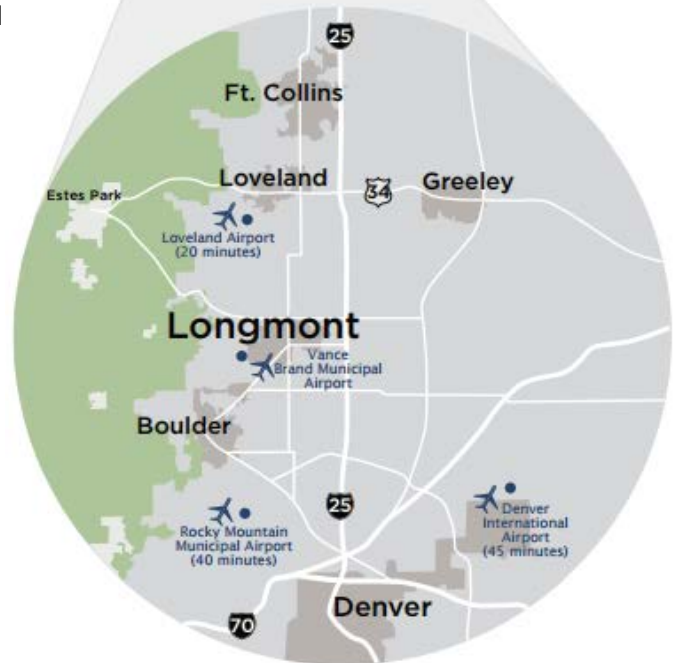 25
Ft. Collins
Loveland
34
Greeley
Estes Park
Loveland Airport
(20 minutes)
Longmont
Vance
Brand Municipal
Airport
Boulder
25
Denver
International
Airport
(45 minutes)
Rocky Mountain
Municipal Airport
(40 minutes)
Denver
70